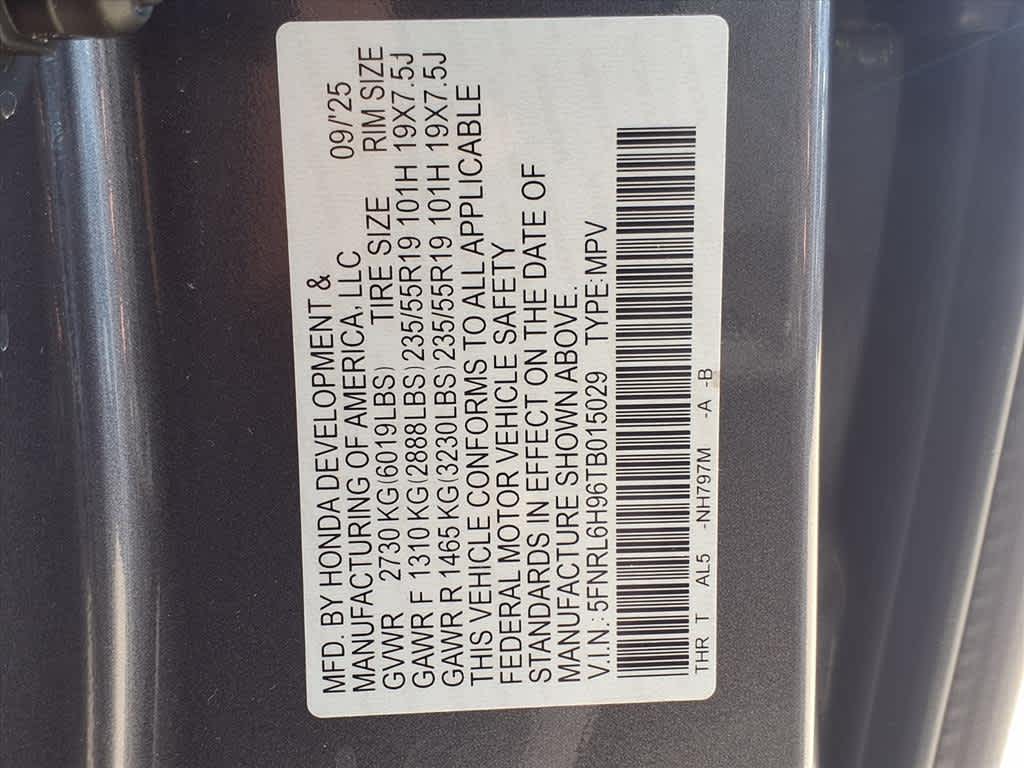 MFD. BY HONDA DEVELOPMENT & 09/'25
MANUFACTURING OF AMERICA, LLC
GVWR 2730 KG(6019LBS) TIRE SIZE RIM SIZE
GAWR F 1310 KG(2888LBS) 235/55R19 101H 19X7.5J
GAWR R 1465 KG(3230LBS) 235/55R19 101H 19X7.5J
THIS VEHICLE CONFORMS TO ALL APPLICABLE
FEDERAL MOTOR VEHICLE SAFETY
STANDARDS IN EFFECT ON THE DATE OF
MANUFACTURE SHOWN ABOVE.
V.I.N.:5FNRL6H96TB015029 TYPE:MPV
THR T AL5 -NH797M -A -B